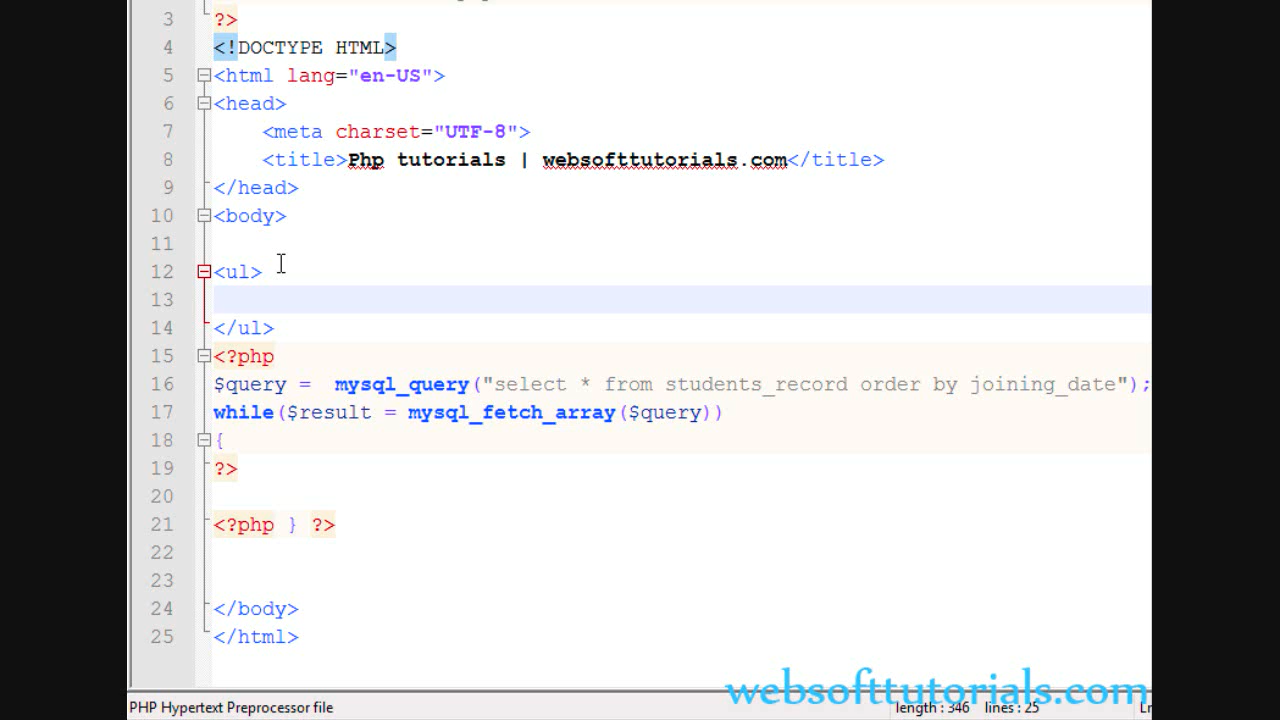 3 ?>
4 <!DOCTYPE HTML>
5 <html lang="en-US">
6 <head>
7 <meta charset="UTF-8">
8 <title>Php tutorials | websofttutorials.com</title>
9 </head>
10 <body>
11
12 <ul>
13
14 </ul>
15 <?php
16 $query =  mysql_query("select * from students_record order by joining_date");
17 while($result = mysql_fetch_array($query))
18 {
19 ?>
20
21 <?php } ?>
22
23
24 </body>
25 </html>
websofttutorials.com
PHP Hypertext Preprocessor file length : 346 lines : 25